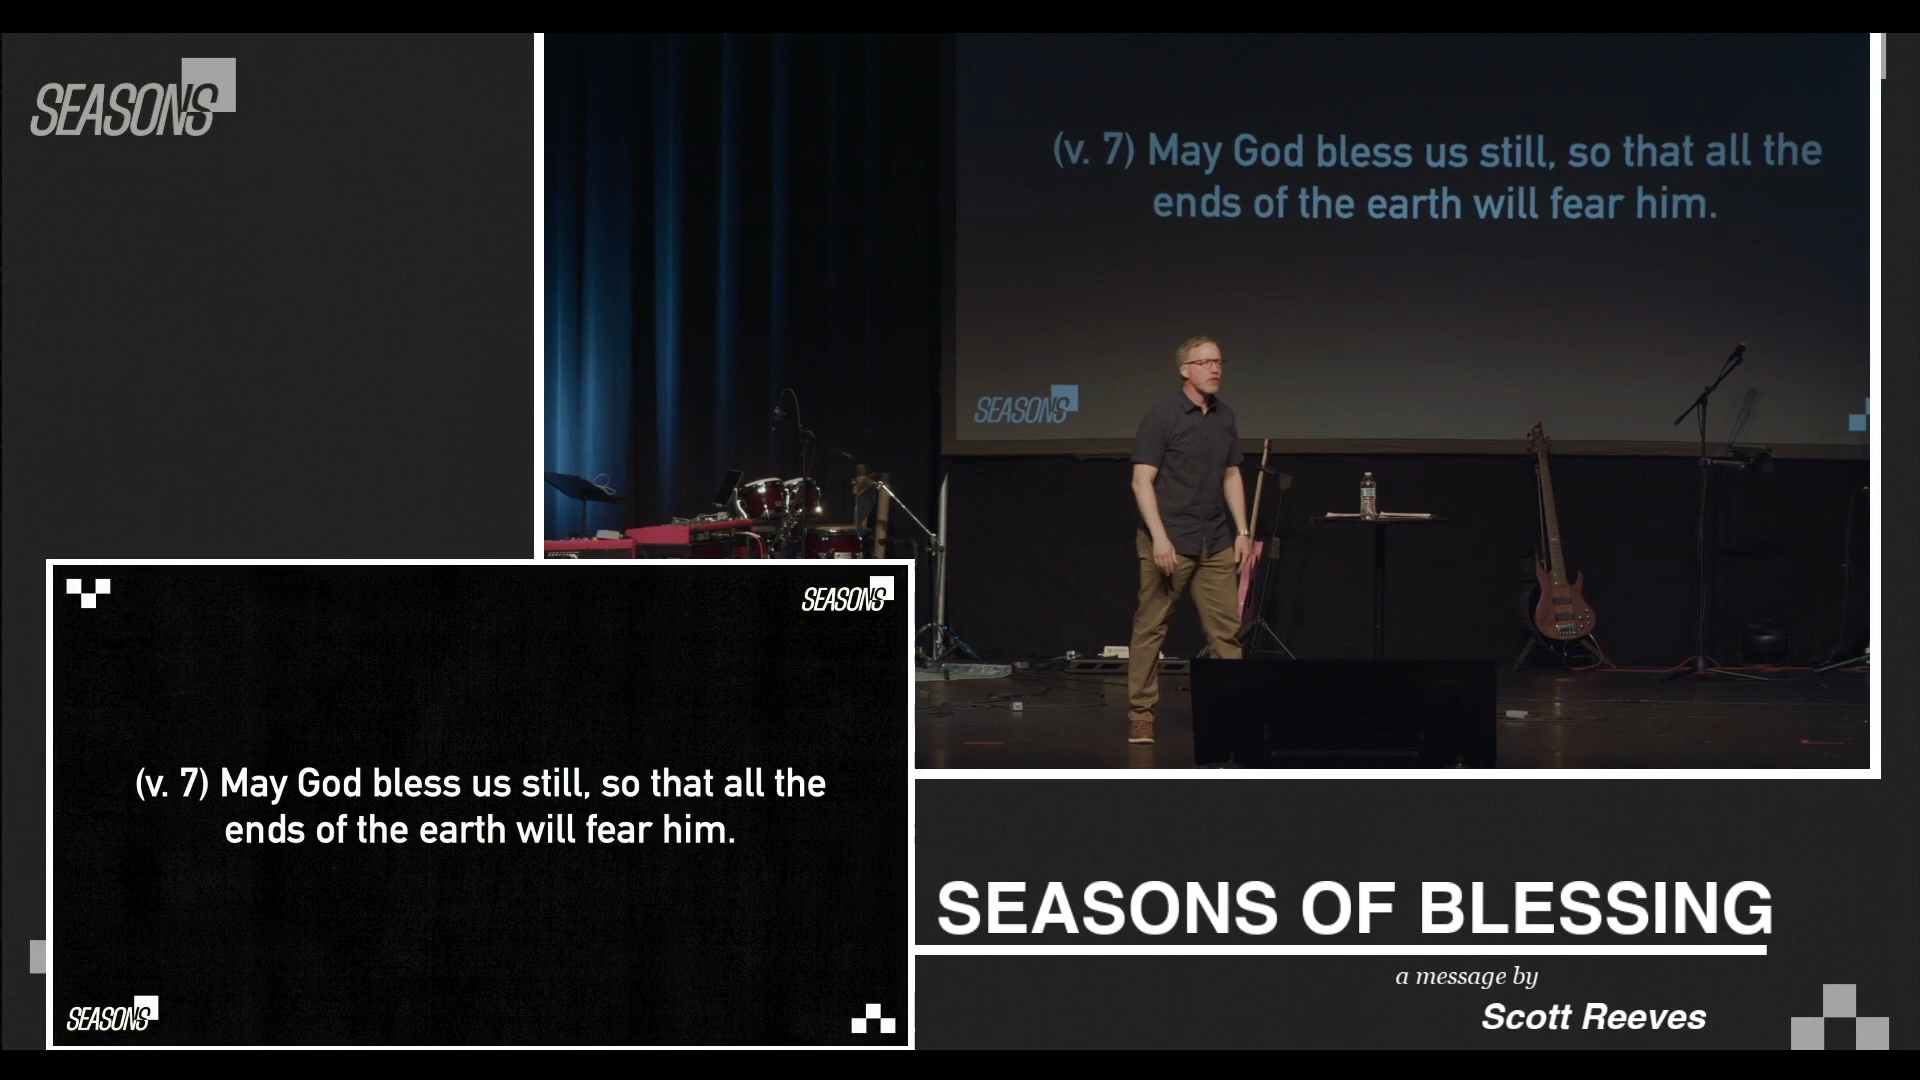 SEASONS
(v. 7) May God bless us still, so that all the
ends of the earth will fear him.
SEASONS
SEASONS
(v. 7) May God bless us still, so that all the
ends of the earth will fear him.
SEASONS
SEASONS OF BLESSING
a message by
Scott Reeves